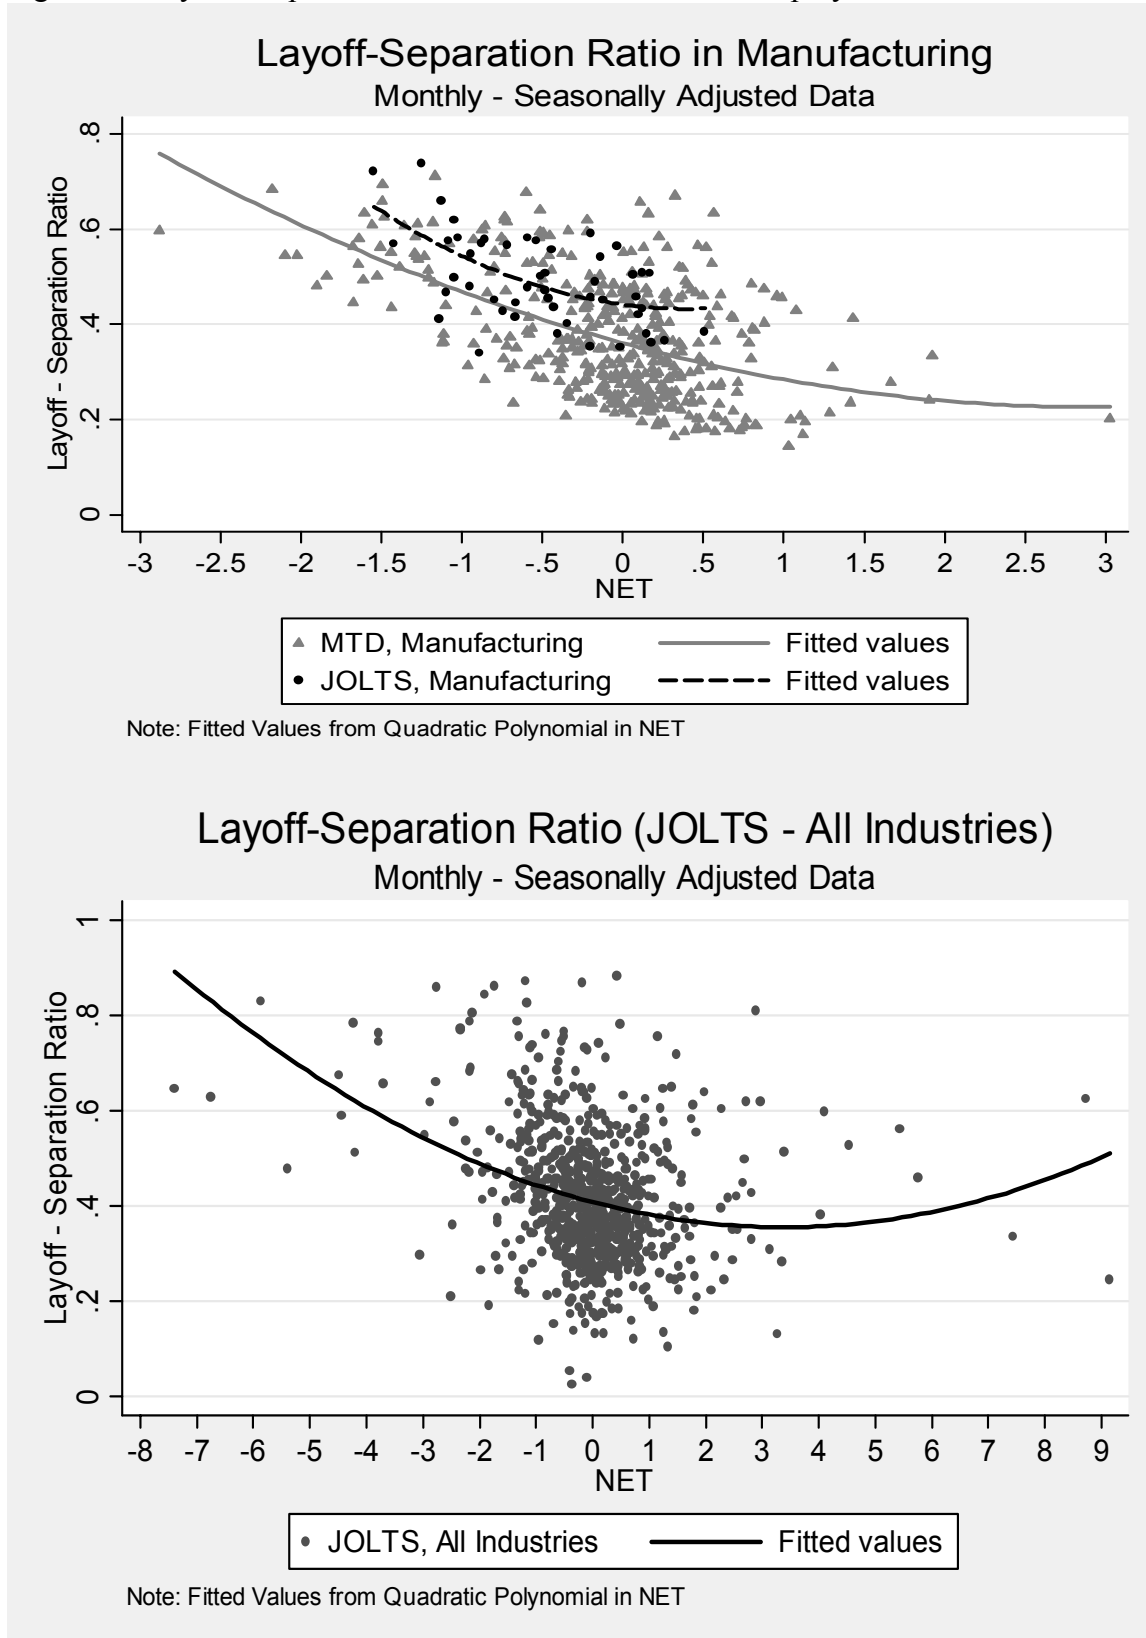 Layoff-Separation Ratio in Manufacturing
Monthly - Seasonally Adjusted Data
Layoff - Separation Ratio
.8
.6
.4
.2
0
-3 -2.5 -2 -1.5 -1 -.5 0 .5 1 1.5 2 2.5 3
NET
MTD, Manufacturing Fitted values
JOLTS, Manufacturing Fitted values
Note: Fitted Values from Quadratic Polynomial in NET
Layoff-Separation Ratio (JOLTS - All Industries)
Monthly - Seasonally Adjusted Data
Layoff - Separation Ratio
1
.8
.6
.4
.2
0
-8 -7 -6 -5 -4 -3 -2 -1 0 1 2 3 4 5 6 7 8 9
NET
JOLTS, All Industries Fitted values
Note: Fitted Values from Quadratic Polynomial in NET